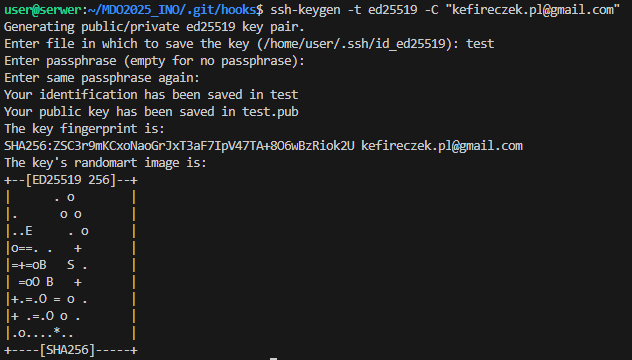 user@serwer:~/MDO2025_INO/.git/hooks$ ssh-keygen -t ed25519 -C "kefireczek.pl@gmail.com"
Generating public/private ed25519 key pair.
Enter file in which to save the key (/home/user/.ssh/id_ed25519): test
Enter passphrase (empty for no passphrase):
Enter same passphrase again:
Your identification has been saved in test
Your public key has been saved in test.pub
The key fingerprint is:
SHA256:ZSC3r9mKCxoNaoGrJxT3aF7IpV47TA+8O6wBzRiok2U kefireczek.pl@gmail.com
The key's randomart image is:
+--[ED25519 256]--+
|      . o        |
|.      o o       |
|..E     . o      |
|o==. .   +       |
|=+=oB   S .      |
| =oO B   +       |
|+.=.O = o .      |
|+ .=.O o .       |
|.o....*..        |
+----[SHA256]-----+